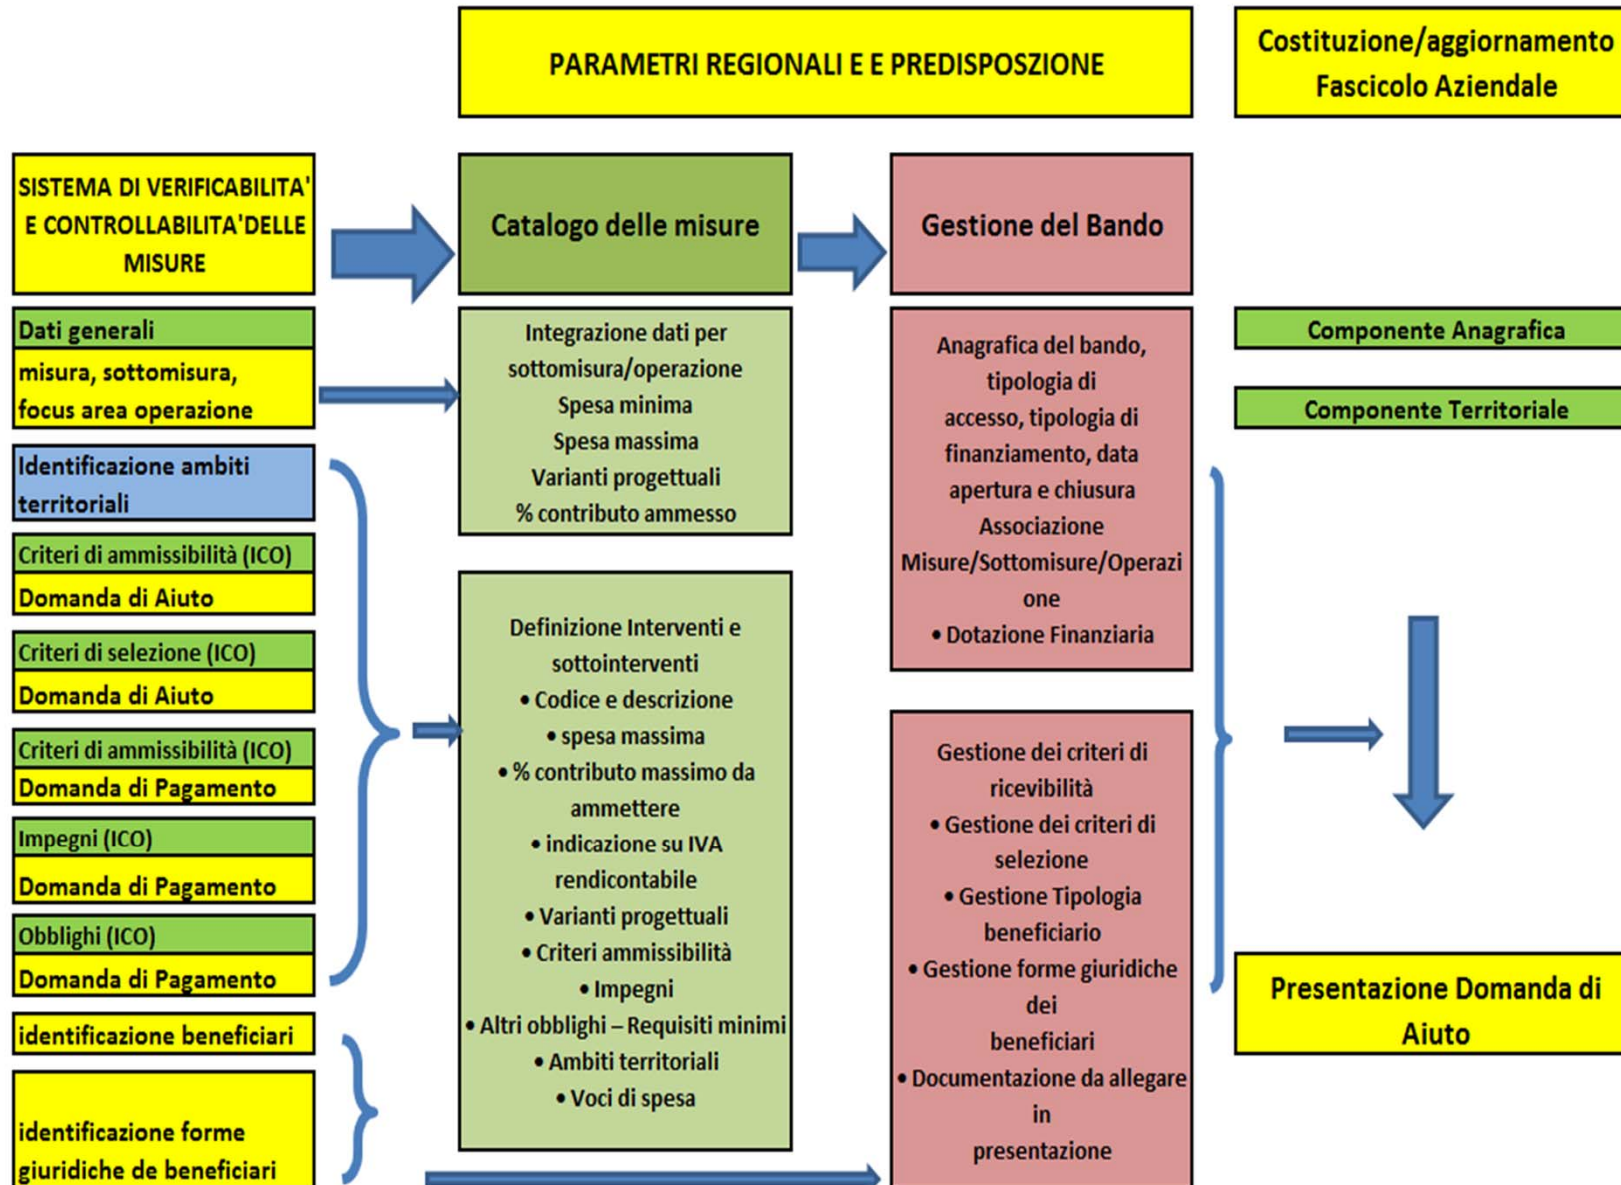 PARAMETRI REGIONALI E E PREDISPOSZIONE
Costituzione/aggiornamento
Fascicolo Aziendale
SISTEMA DI VERIFICABILITA'
E CONTROLLABILITA'DELLE
MISURE
Catalogo delle misure
Gestione del Bando
Dati generali
misura, sottomisura,
focus area operazione
Identificazione ambiti
territoriali
Criteri di ammissibilità (ICO)
Domanda di Aiuto
Criteri di selezione (ICO)
Domanda di Aiuto
Criteri di ammissibilità (ICO)
Domanda di Pagamento
Impegni (ICO)
Domanda di Pagamento
Obblighi (ICO)
Domanda di Pagamento
identificazione beneficiari
identificazione forme
giuridiche de beneficiari
Integrazione dati per
sottomisura/operazione
Spesa minima
Spesa massima
Varianti progettuali
% contributo ammesso
Definizione Interventi e
sottointerventi
• Codice e descrizione
• spesa massima
• % contributo massimo da
ammettere
• indicazione su IVA
rendicontabile
• Varianti progettuali
• Criteri ammissibilità
• Impegni
• Altri obblighi – Requisiti minimi
• Ambiti territoriali
• Voci di spesa
Anagrafica del bando,
tipologia di
accesso, tipologia di
finanziamento, data
apertura e chiusura
Associazione
Misure/Sottomisure/Operazi
one
• Dotazione Finanziaria
Gestione dei criteri di
ricevibilità
• Gestione dei criteri di
selezione
• Gestione Tipologia
beneficiario
• Gestione forme giuridiche
dei
beneficiari
• Documentazione da allegare
in
presentazione
Componente Anagrafica
Componente Territoriale
Presentazione Domanda di
Aiuto